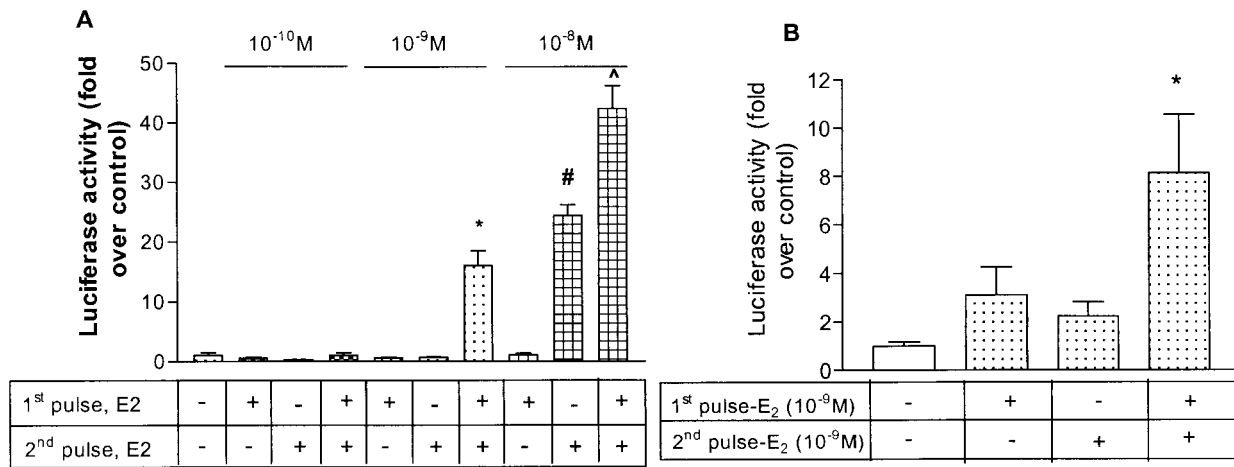 A
10⁻¹⁰M 10⁻⁹M 10⁻⁸M
Luciferase activity (fold
over control)
50
40
30
20
10
0
* # ^
1ˢᵗ pulse, E2 - + - + + - + + - +
2ⁿᵈ pulse, E2 - - + + - + + - + +
B
Luciferase activity (fold
over control)
12
10
8
6
4
2
0
*
1ˢᵗ pulse-E₂ (10⁻⁹M) - + - +
2ⁿᵈ pulse-E₂ (10⁻⁹M) - - + +